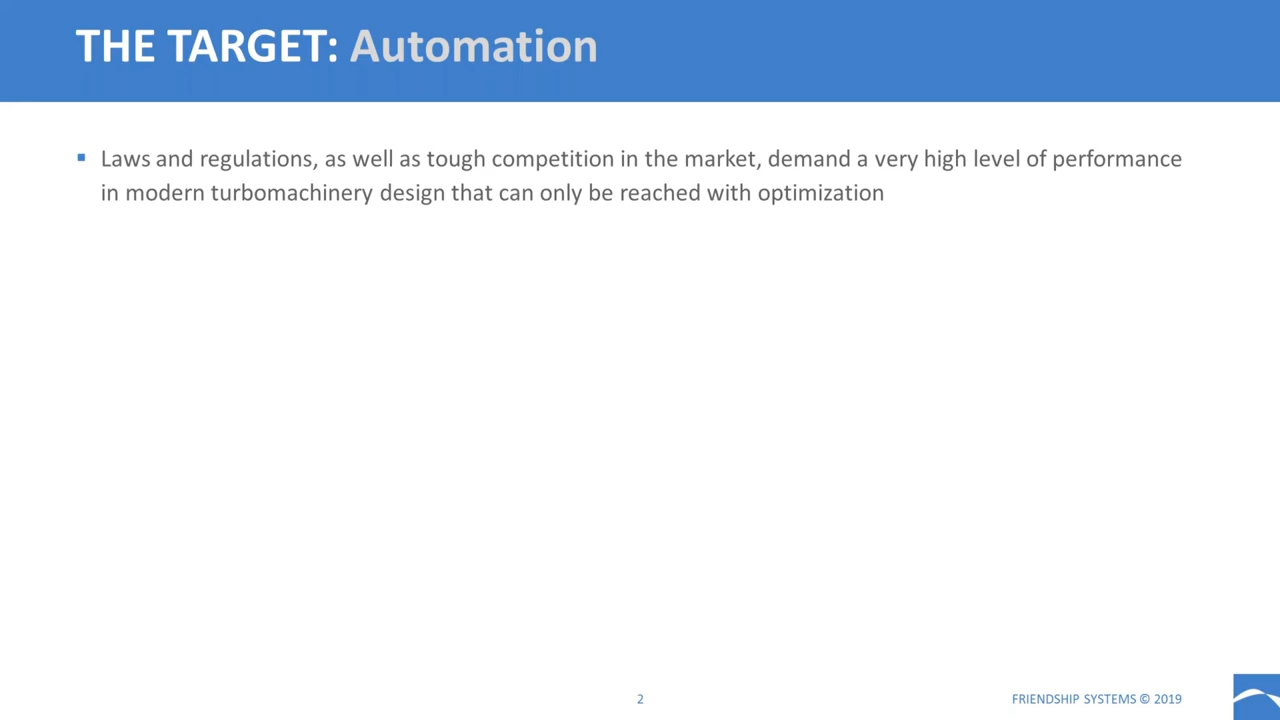 THE TARGET: Automation
▪ Laws and regulations, as well as tough competition in the market, demand a very high level of performance
in modern turbomachinery design that can only be reached with optimization
2
FRIENDSHIP SYSTEMS © 2019